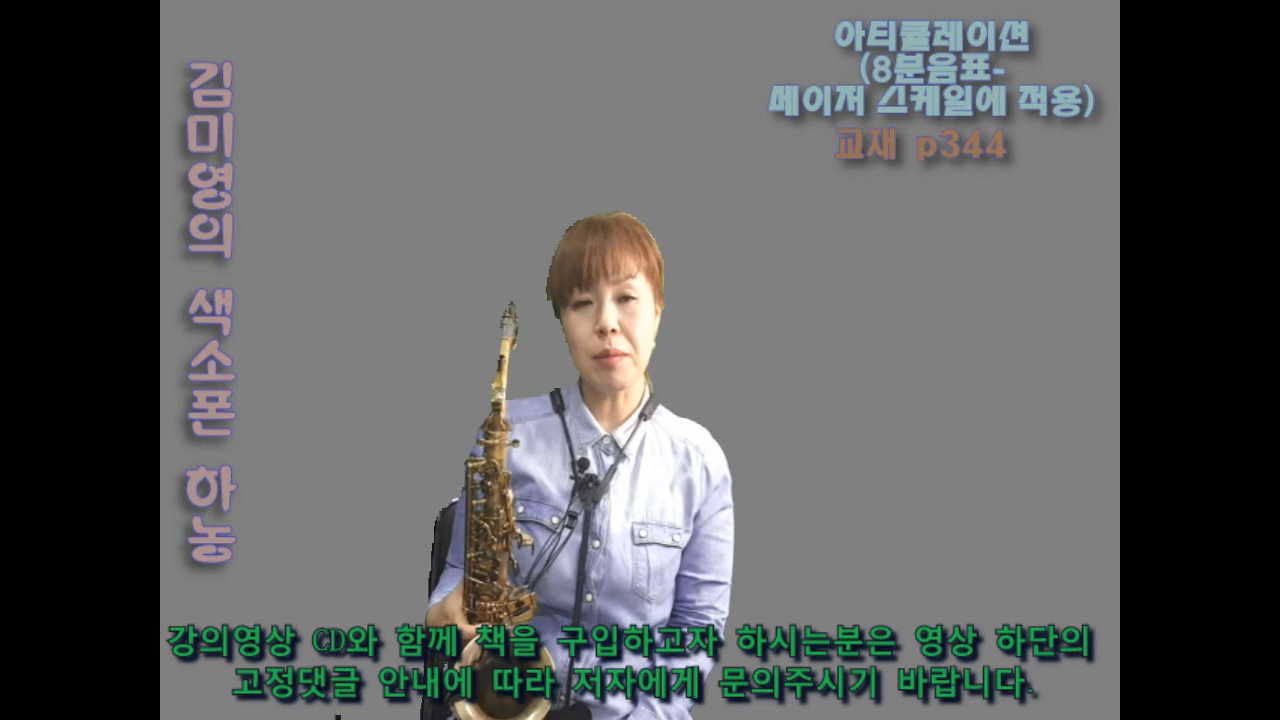 김미영의 색소폰 하농
아티큘레이션
(8분음표-
메이저 스케일에 적용)
교재 p344
강의영상 CD와 함께 책을 구입하고자 하시는분은 영상 하단의
고정댓글 안내에 따라 저자에게 문의주시기 바랍니다.